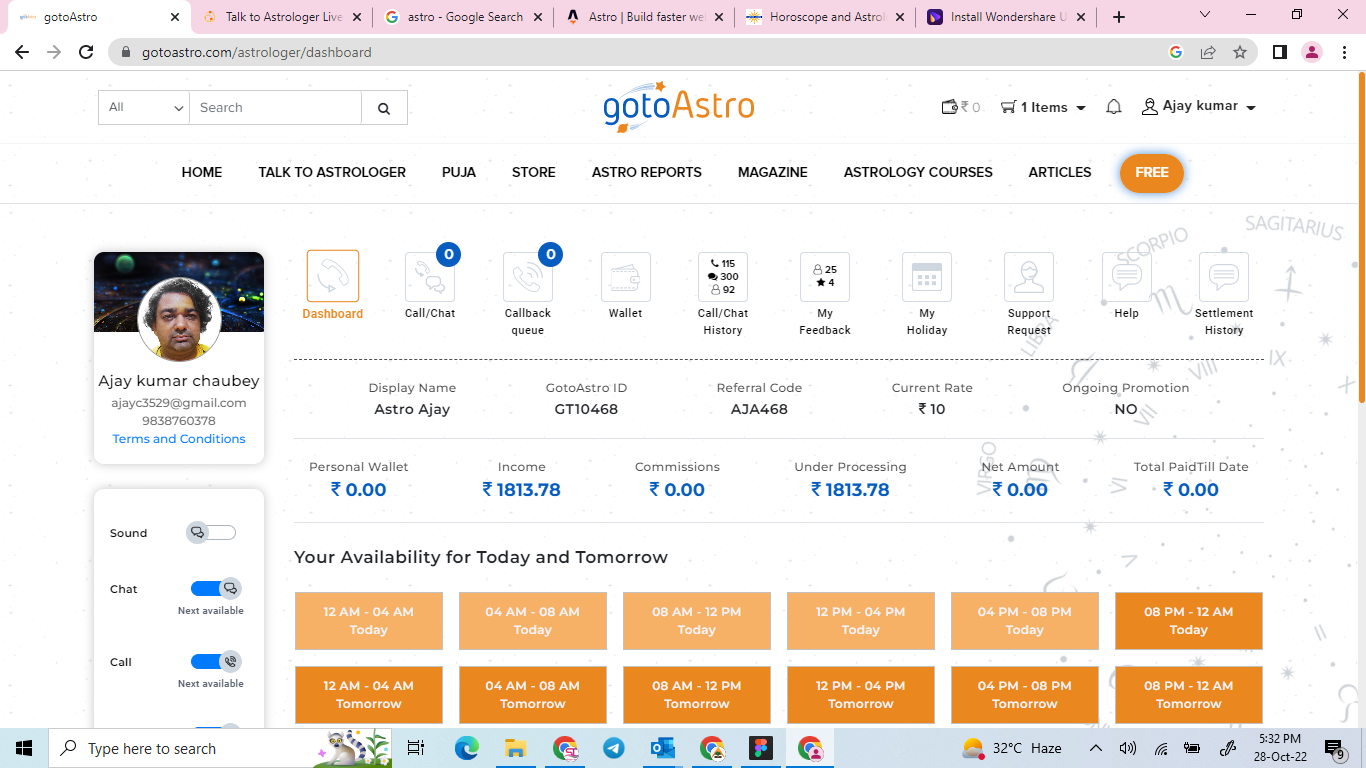 gotoAstro
Talk to Astrologer Live
astro - Google Search
Astro | Build faster we
Horoscope and Astrol
Install Wondershare U
gotoastro.com/astrologer/dashboard
All
Search
gotoAstro
₹ 0
1 Items
Ajay kumar
HOME
TALK TO ASTROLOGER
PUJA
STORE
ASTRO REPORTS
MAGAZINE
ASTROLOGY COURSES
ARTICLES
FREE
SAGITARIUS
SCORPIO
LIBRA
VIRGO
IX
VIII
VII
VI
V
II
Ajay kumar chaubey
ajayc3529@gmail.com
9838760378
Terms and Conditions
Sound
Chat
Next available
Call
Next available
Dashboard
0
Call/Chat
0
Callback
queue
Wallet
115
300
92
Call/Chat
History
25
4
My
Feedback
My
Holiday
Support
Request
Help
Settlement
History
Display Name
Astro Ajay
GotoAstro ID
GT10468
Referral Code
AJA468
Current Rate
₹ 10
Ongoing Promotion
NO
Personal Wallet
₹ 0.00
Income
₹ 1813.78
Commissions
₹ 0.00
Under Processing
₹ 1813.78
Net Amount
₹ 0.00
Total PaidTill Date
₹ 0.00
Your Availability for Today and Tomorrow
12 AM - 04 AM
Today
04 AM - 08 AM
Today
08 AM - 12 PM
Today
12 PM - 04 PM
Today
04 PM - 08 PM
Today
08 PM - 12 AM
Today
12 AM - 04 AM
Tomorrow
04 AM - 08 AM
Tomorrow
08 AM - 12 PM
Tomorrow
12 PM - 04 PM
Tomorrow
04 PM - 08 PM
Tomorrow
08 PM - 12 AM
Tomorrow
Type here to search
32°C Haze
5:32 PM
28-Oct-22
9